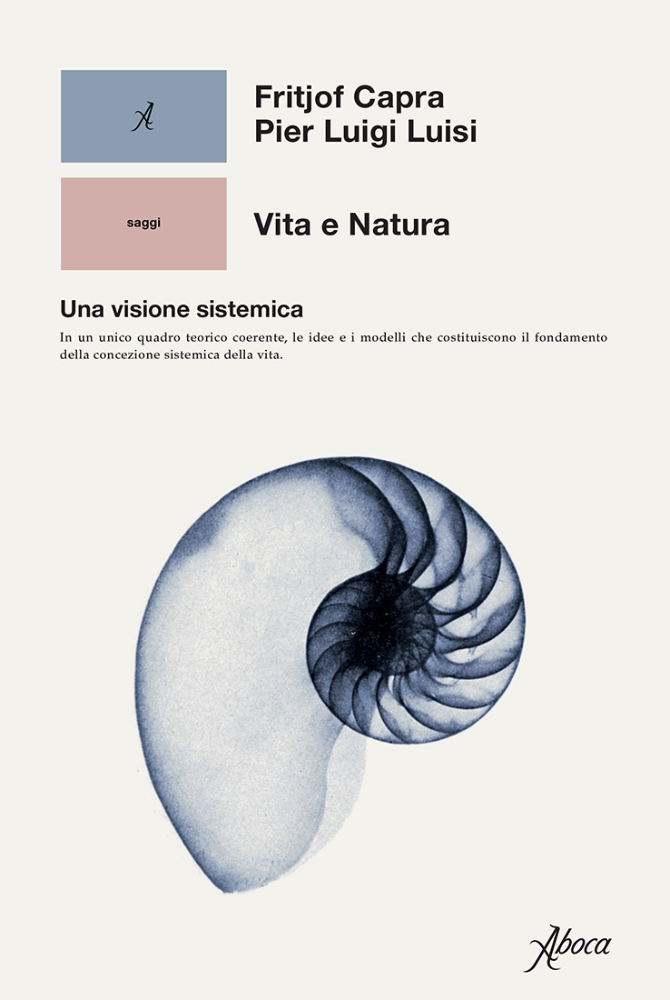 A
Fritjof Capra
Pier Luigi Luisi
saggi
Vita e Natura
Una visione sistemica
In un unico quadro teorico coerente, le idee e i modelli che costituiscono il fondamento
della concezione sistemica della vita.
Aboca